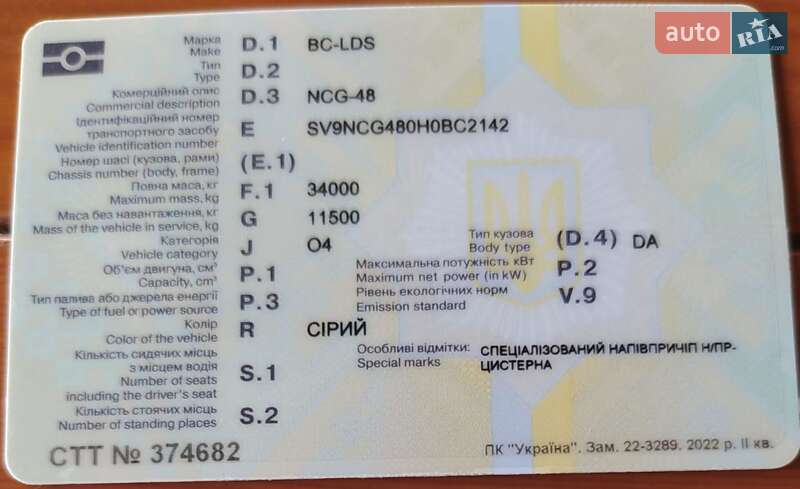 auto RIA.com
Марка D.1 BC-LDS
Make
Тип D.2
Type
Комерційний опис D.3 NCG-48
Commercial description
Ідентифікаційний номер
транспортного засобу E SV9NCG480H0BC2142
Vehicle identification number
Номер шасі (кузова, рами) (E.1)
Chassis number (body, frame)
Повна маса, кг F.1 34000
Maximum mass, kg
Маса без навантаження, кг G 11500
Mass of the vehicle in service, kg
Категорія J O4 Тип кузова (D.4) DA
Vehicle category Body type
Об'єм двигуна, см³ P.1 Максимальна потужність кВт P.2
Capacity, cm³ Maximum net power (in kW)
Тип палива або джерела енергії P.3 Рівень екологічних норм V.9
Type of fuel or power source Emission standard
Колір R СІРИЙ
Color of the vehicle
Особливі відмітки: СПЕЦІАЛІЗОВАНИЙ НАПІВПРИЧІП Н/ПР-
Special marks ЦИСТЕРНА
Кількість сидячих місць
з місцем водія S.1
Number of seats
including the driver's seat
Кількість стоячих місць S.2
Number of standing places
СТТ № 374682
ПК "Україна". Зам. 22-3289. 2022 р. II кв.